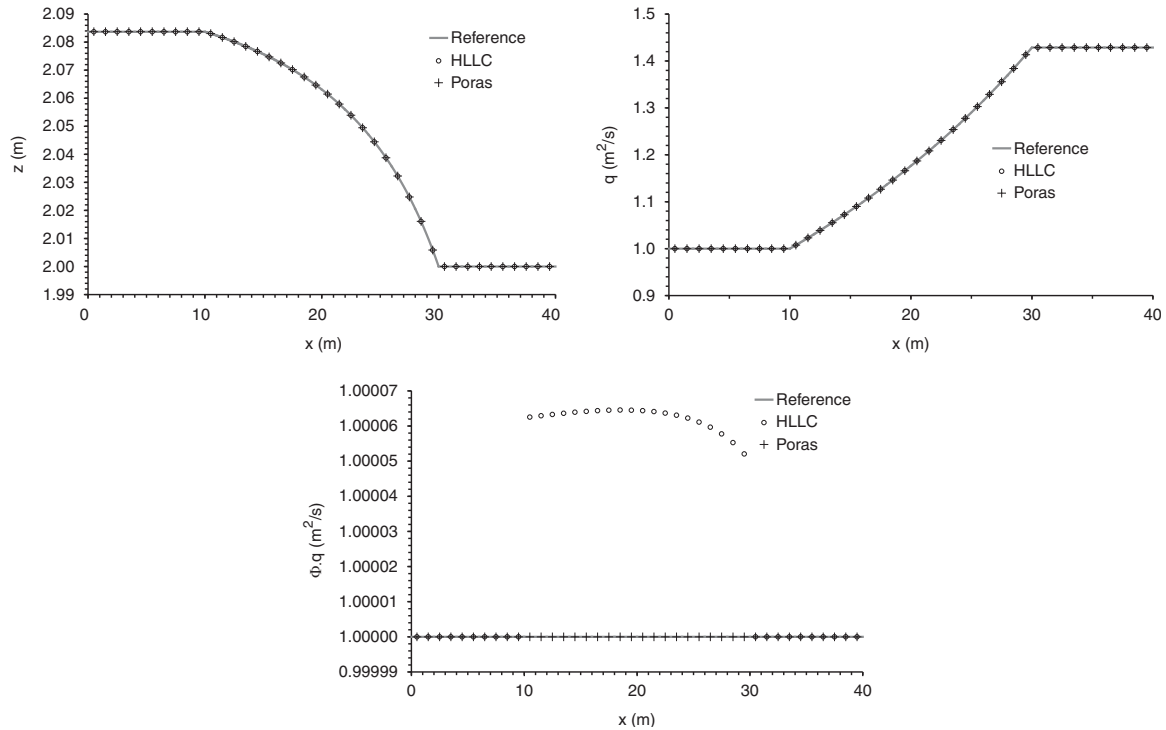 2.09
2.08
2.07
2.06
2.05
2.04
2.03
2.02
2.01
2.00
1.99
z (m)
0 10 20 30 40
x (m)
Reference
HLLC
Poras
1.5
1.4
1.3
1.2
1.1
1.0
0.9
q (m²/s)
0 10 20 30 40
x (m)
Reference
HLLC
Poras
1.00007
1.00006
1.00005
1.00004
1.00003
1.00002
1.00001
1.00000
0.99999
Φ.q (m²/s)
0 10 20 30 40
x (m)
Reference
HLLC
Poras